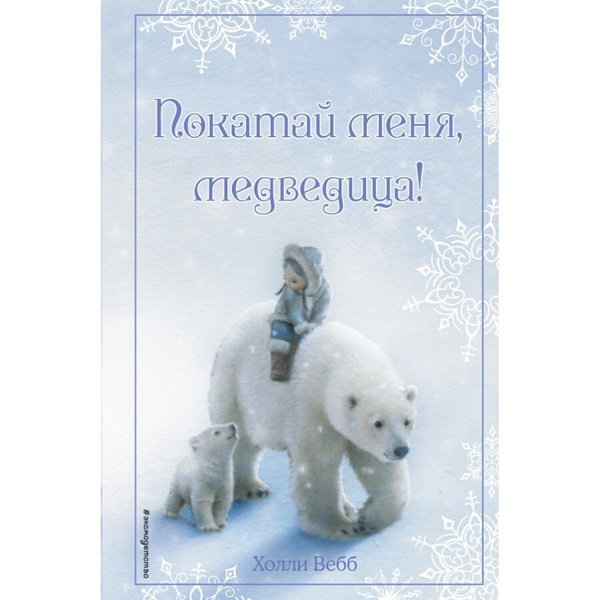 Покатай меня,
медведица!
Холли Вебб
#эксмодетство